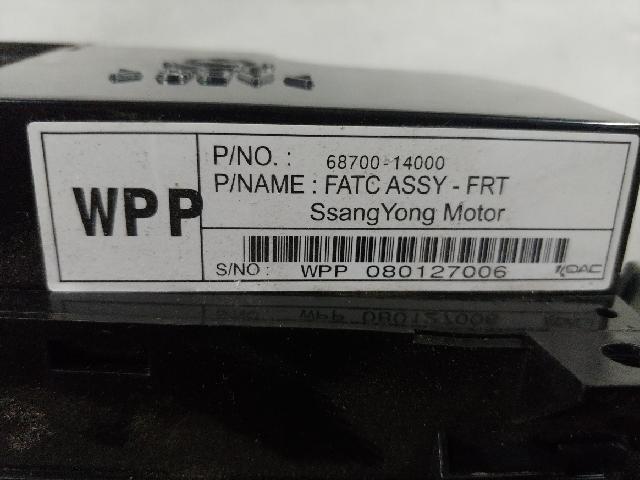 WPP
P/NO. : 68700-14000
P/NAME : FATC ASSY - FRT
SsangYong Motor
S/NO : WPP 080127006
DAC